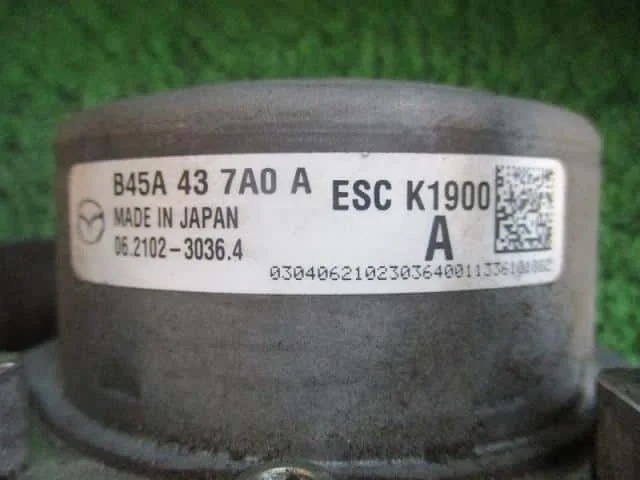 B45A 43 7A0 A
ESC K1900
MADE IN JAPAN
A
06.2102-3036.4